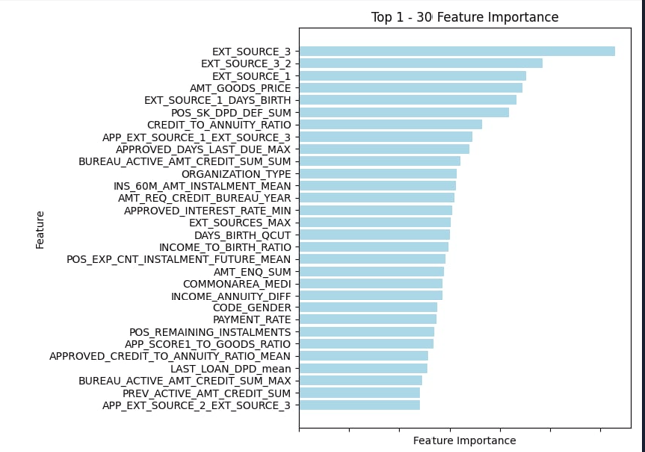 Top 1 - 30 Feature Importance
EXT_SOURCE_3
EXT_SOURCE_3_2
EXT_SOURCE_1
AMT_GOODS_PRICE
EXT_SOURCE_1_DAYS_BIRTH
POS_SK_DPD_DEF_SUM
CREDIT_TO_ANNUITY_RATIO
APP_EXT_SOURCE_1_EXT_SOURCE_3
APPROVED_DAYS_LAST_DUE_MAX
BUREAU_ACTIVE_AMT_CREDIT_SUM_SUM
ORGANIZATION_TYPE
INS_60M_AMT_INSTALMENT_MEAN
AMT_REQ_CREDIT_BUREAU_YEAR
APPROVED_INTEREST_RATE_MIN
EXT_SOURCES_MAX
DAYS_BIRTH_QCUT
INCOME_TO_BIRTH_RATIO
POS_EXP_CNT_INSTALMENT_FUTURE_MEAN
AMT_ENQ_SUM
COMMONAREA_MEDI
INCOME_ANNUITY_DIFF
CODE_GENDER
PAYMENT_RATE
POS_REMAINING_INSTALMENTS
APP_SCORE1_TO_GOODS_RATIO
APPROVED_CREDIT_TO_ANNUITY_RATIO_MEAN
LAST_LOAN_DPD_mean
BUREAU_ACTIVE_AMT_CREDIT_SUM_MAX
PREV_ACTIVE_AMT_CREDIT_SUM
APP_EXT_SOURCE_2_EXT_SOURCE_3
Feature
Feature Importance